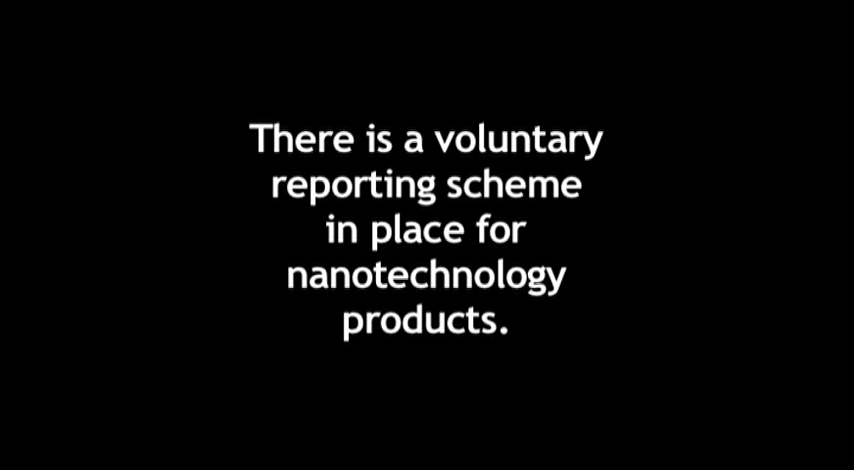 There is a voluntary
reporting scheme
in place for
nanotechnology
products.